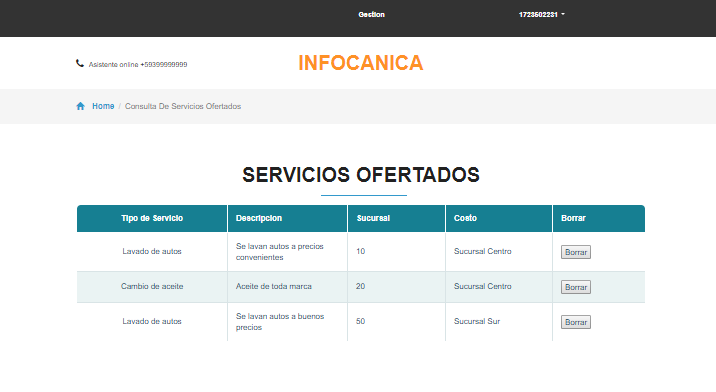 Gestion 1723502231
Asistente online +59399999999
INFOCANICA
Home / Consulta De Servicios Ofertados
SERVICIOS OFERTADOS
Tipo de Servicio Descripcion Sucursal Costo Borrar
Lavado de autos Se lavan autos a precios convenientes 10 Sucursal Centro Borrar
Cambio de aceite Aceite de toda marca 20 Sucursal Centro Borrar
Lavado de autos Se lavan autos a buenos precios 50 Sucursal Sur Borrar